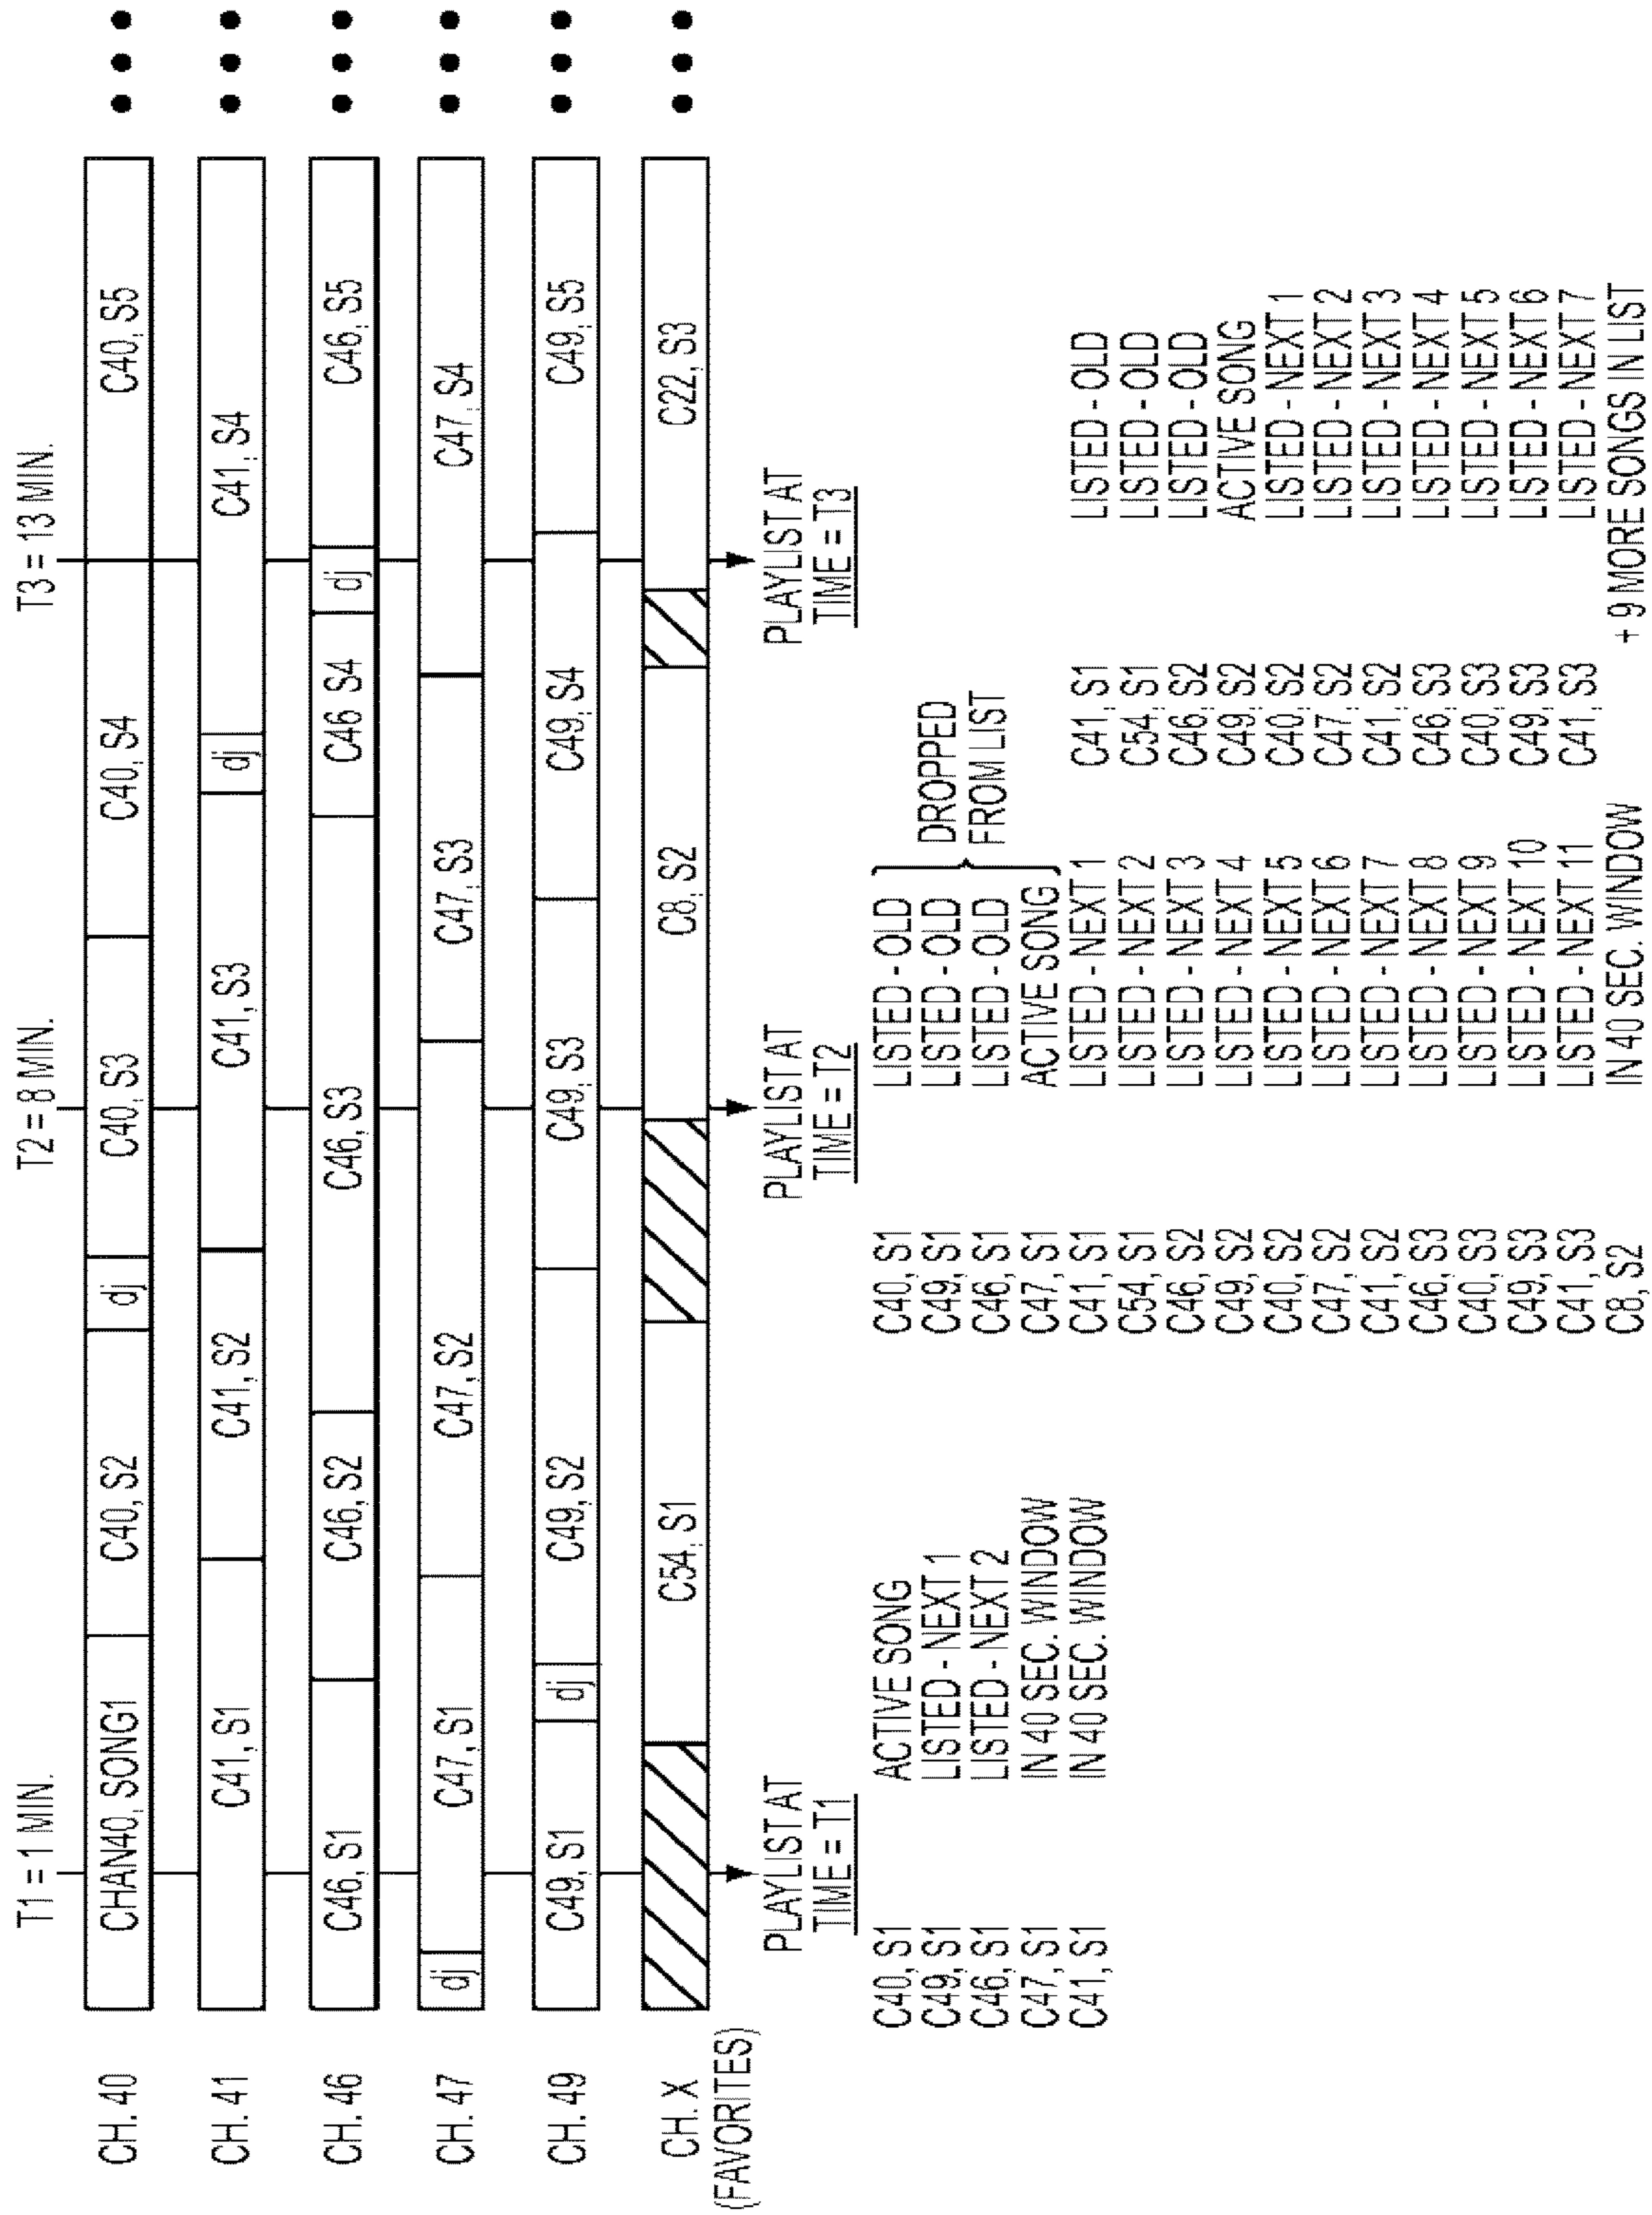 T1 = 1 MIN.
T2 = 8 MIN.
T3 = 13 MIN.
CH. 40
CHAN40, SONG1
C40, S2
dj
C40, S3
C40, S4
C40, S5
CH. 41
C41, S1
C41, S2
C41, S3
dj
C41, S4
CH. 46
C46, S1
C46, S2
C46, S3
C46 S4
dj
C46, S5
CH. 47
dj
C47, S1
C47, S2
C47, S3
C47, S4
CH. 49
C49, S1
dj
C49, S2
C49, S3
C49, S4
C49, S5
CH. X
(FAVORITES)
C54, S1
C8, S2
C22, S3
PLAYLIST AT
TIME = T1
C40, S1 ACTIVE SONG
C49, S1 LISTED - NEXT 1
C46, S1 LISTED - NEXT 2
C47, S1 IN 40 SEC. WINDOW
C41, S1 IN 40 SEC. WINDOW
PLAYLIST AT
TIME = T2
C40, S1 LISTED - OLD
C49, S1 LISTED - OLD
C46, S1 LISTED - OLD
C47, S1 ACTIVE SONG
DROPPED
FROM LIST
C41, S1 LISTED - NEXT 1
C54, S1 LISTED - NEXT 2
C46, S2 LISTED - NEXT 3
C49, S2 LISTED - NEXT 4
C40, S2 LISTED - NEXT 5
C47, S2 LISTED - NEXT 6
C41, S2 LISTED - NEXT 7
C46, S3 LISTED - NEXT 8
C40, S3 LISTED - NEXT 9
C49, S3 LISTED - NEXT 10
C41, S3 LISTED - NEXT 11
C8, S2 IN 40 SEC. WINDOW
PLAYLIST AT
TIME = T3
C41, S1 LISTED - OLD
C54, S1 LISTED - OLD
C46, S2 LISTED - OLD
C49, S2 ACTIVE SONG
C40, S2 LISTED - NEXT 1
C47, S2 LISTED - NEXT 2
C41, S2 LISTED - NEXT 3
C46, S3 LISTED - NEXT 4
C40, S3 LISTED - NEXT 5
C49, S3 LISTED - NEXT 6
C41, S3 LISTED - NEXT 7
+ 9 MORE SONGS IN LIST